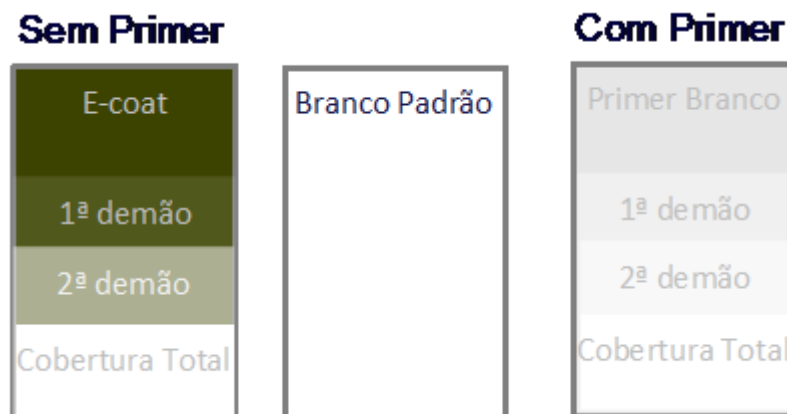 Sem Primer
E-coat
1ª demão
2ª demão
Cobertura Total
Branco Padrão
Com Primer
Primer Branco
1ª demão
2ª demão
Cobertura Total